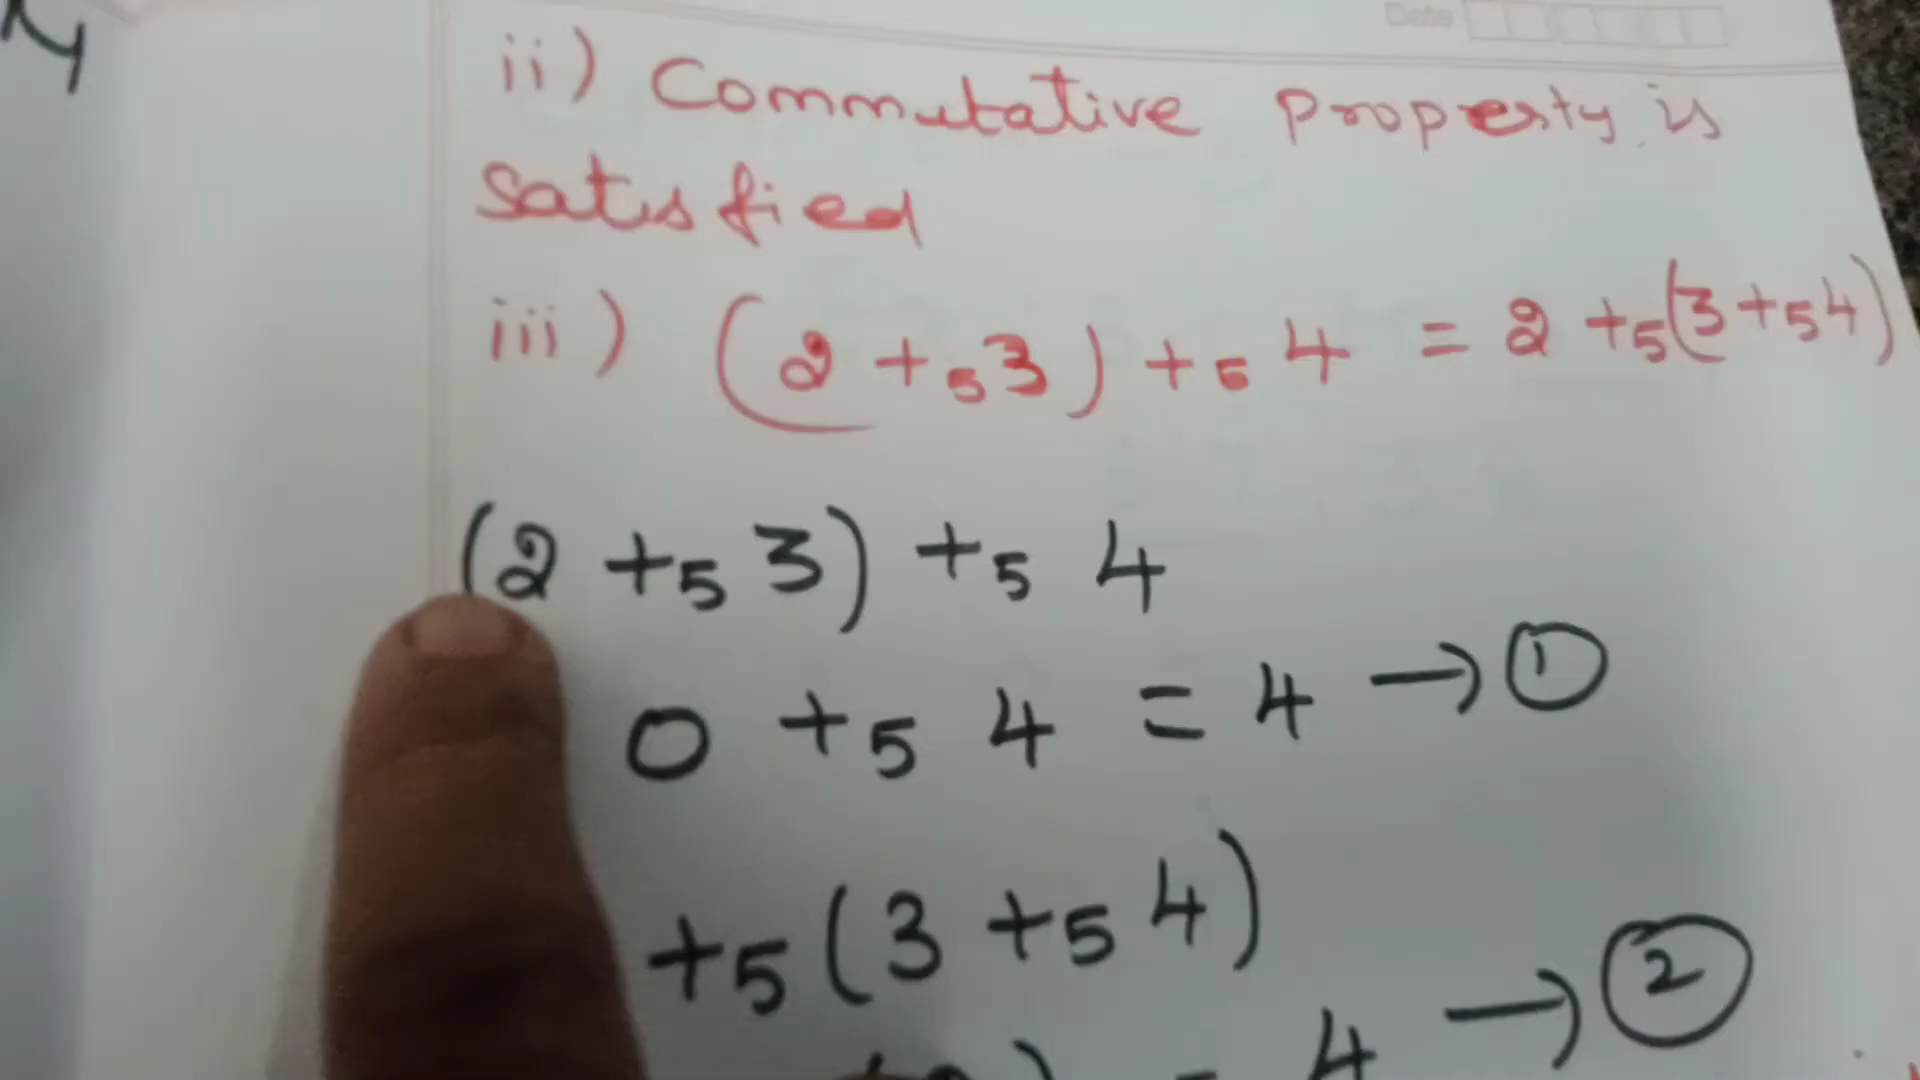 Date
ii) Commutative Property is
satisfied
iii) (2 +₅ 3) +₅ 4 = 2 +₅ (3 +₅ 4)
(2 +₅ 3) +₅ 4
0 +₅ 4 = 4 → ①
+₅ (3 +₅ 4)
) = 4 → ②